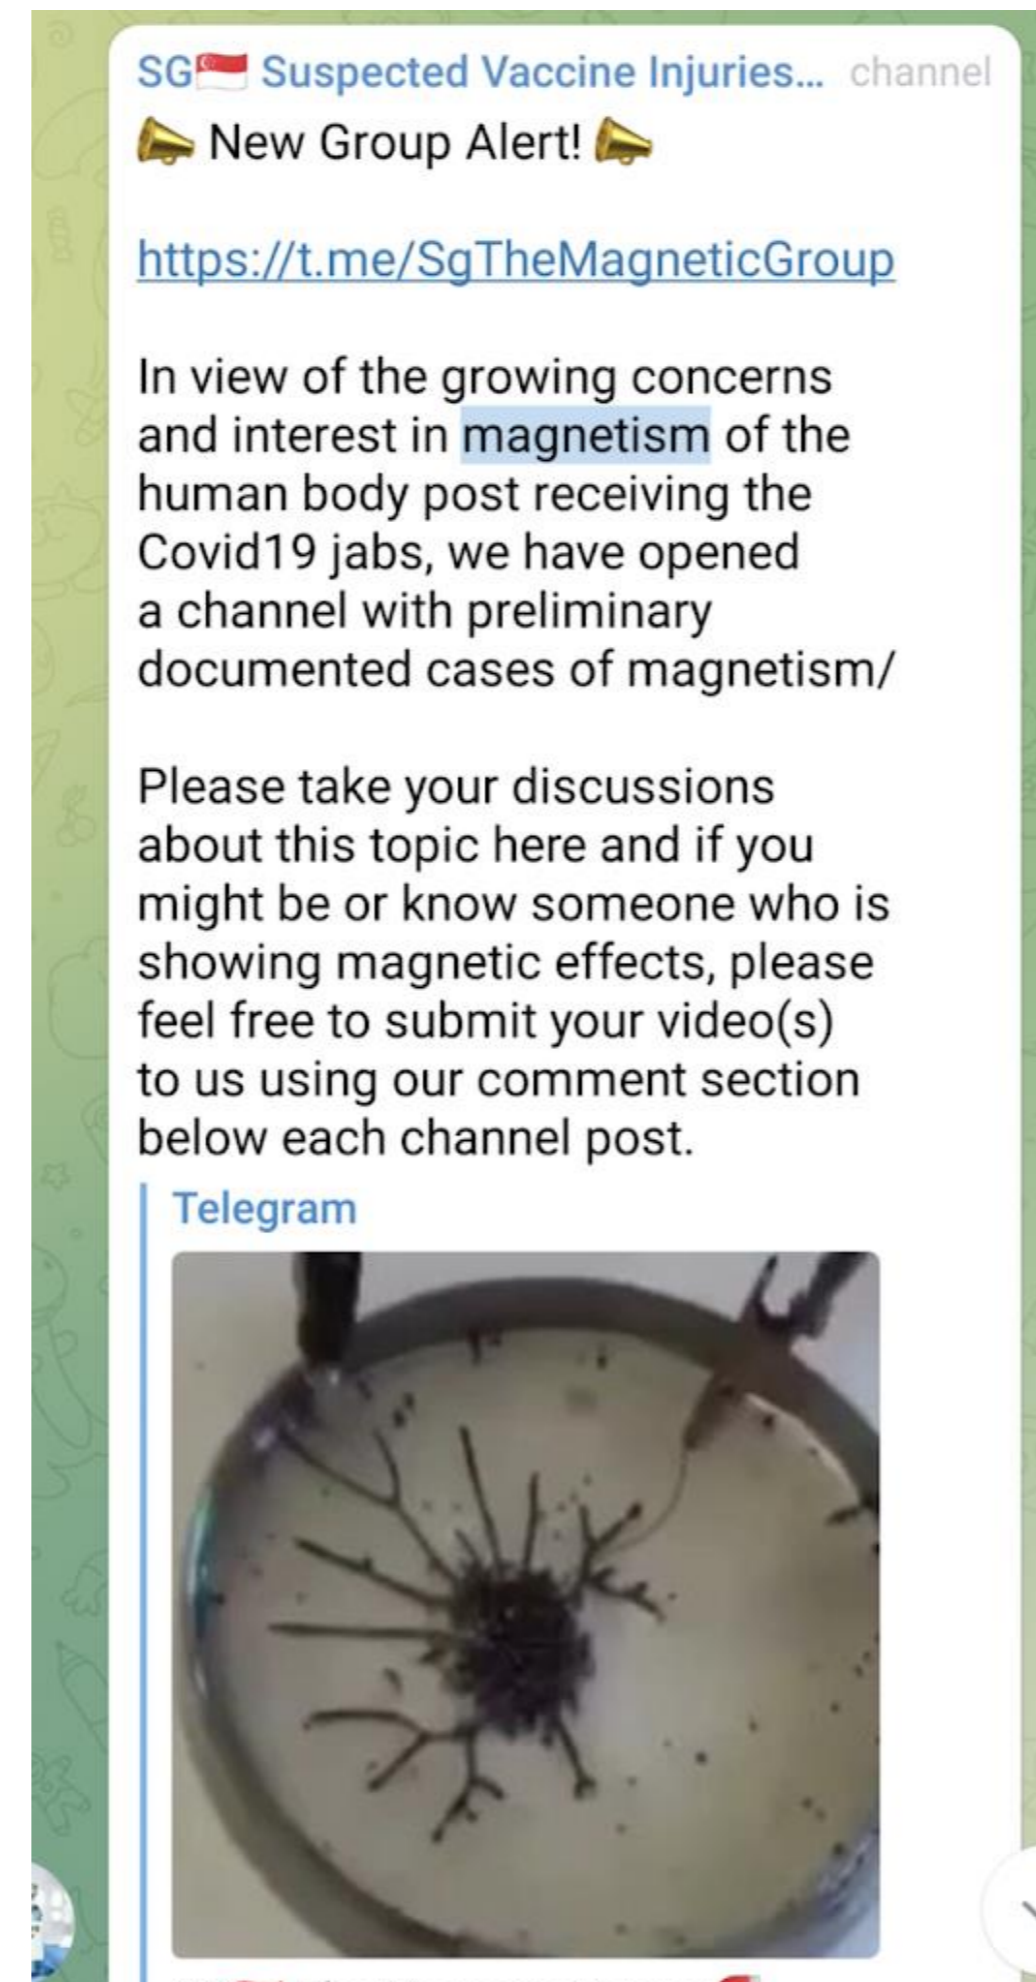 SG🇸🇬 Suspected Vaccine Injuries... channel
📣 New Group Alert! 📣
https://t.me/SgTheMagneticGroup
In view of the growing concerns
and interest in magnetism of the
human body post receiving the
Covid19 jabs, we have opened
a channel with preliminary
documented cases of magnetism/
Please take your discussions
about this topic here and if you
might be or know someone who is
showing magnetic effects, please
feel free to submit your video(s)
to us using our comment section
below each channel post.
Telegram